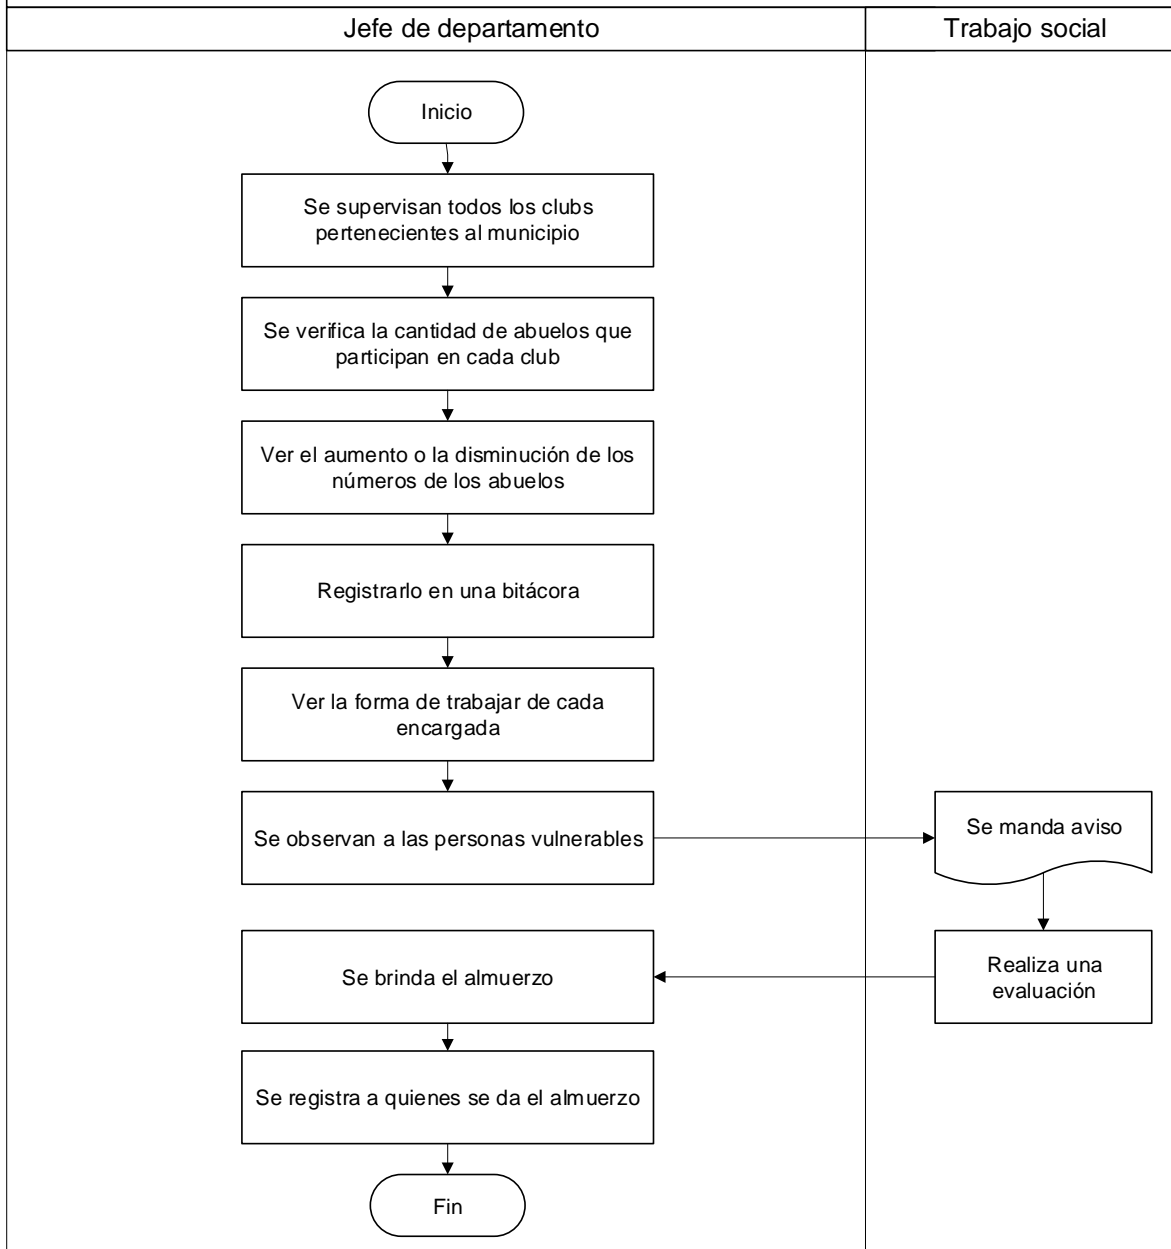 Jefe de departamento
Trabajo social
Inicio
Se supervisan todos los clubs
pertenecientes al municipio
Se verifica la cantidad de abuelos que
participan en cada club
Ver el aumento o la disminución de los
números de los abuelos
Registrarlo en una bitácora
Ver la forma de trabajar de cada
encargada
Se observan a las personas vulnerables
Se manda aviso
Realiza una
evaluación
Se brinda el almuerzo
Se registra a quienes se da el almuerzo
Fin